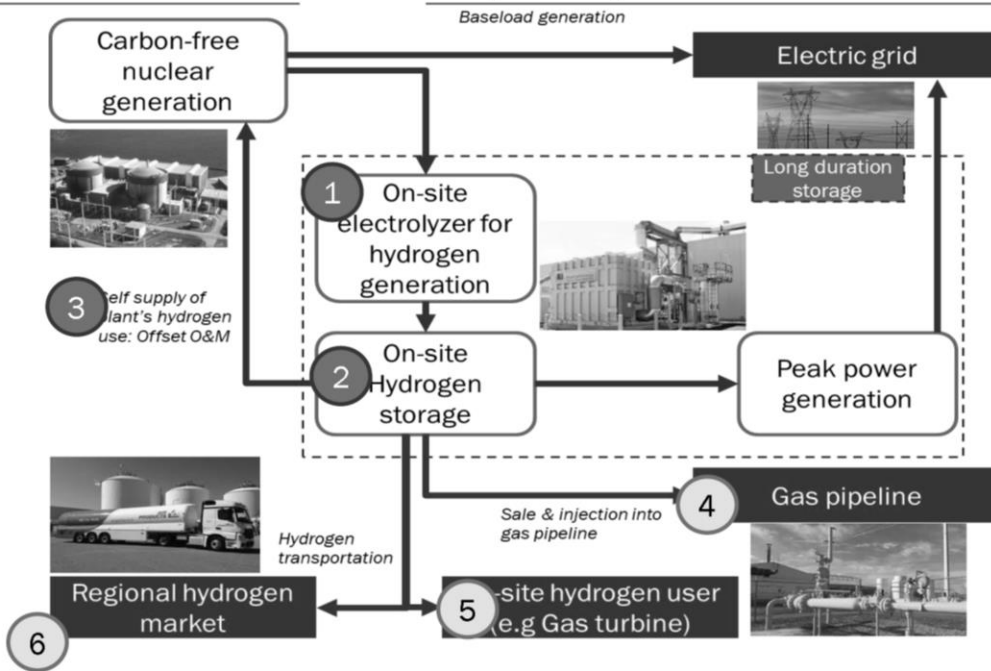 Baseload generation
Carbon-free
nuclear
generation
Electric grid
Long duration
storage
1
On-site
electrolyzer for
hydrogen
generation
3
Self supply of
plant's hydrogen
use: Offset O&M
2
On-site
Hydrogen
storage
Peak power
generation
4
Gas pipeline
Sale & injection into
gas pipeline
Hydrogen
transportation
Regional hydrogen
market
6
5
-site hydrogen user
(e.g Gas turbine)